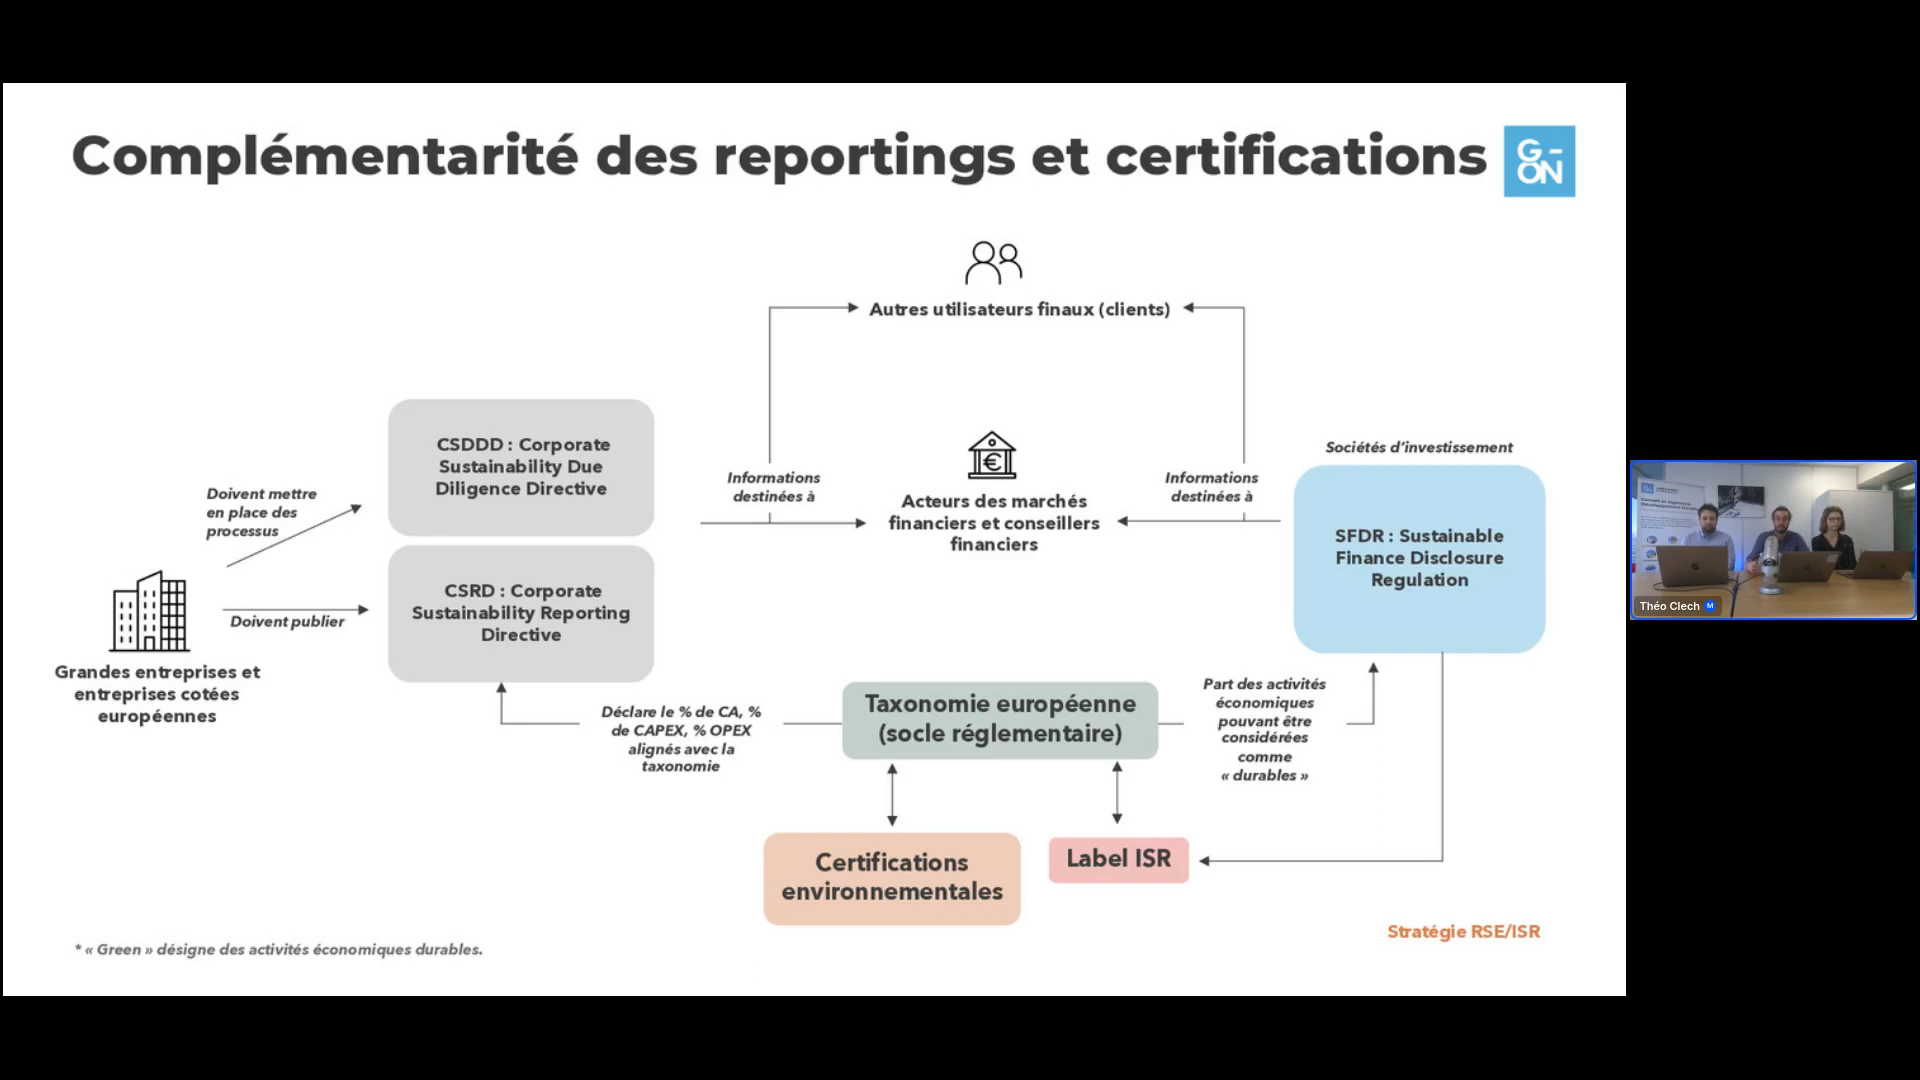 Complémentarité des reportings et certifications
G-
ON
Autres utilisateurs finaux (clients)
CSDDD : Corporate
Sustainability Due
Diligence Directive
Informations
destinées à
Acteurs des marchés
financiers et conseillers
financiers
Informations
destinées à
Sociétés d’investissement
SFDR : Sustainable
Finance Disclosure
Regulation
Doivent mettre
en place des
processus
Doivent publier
Grandes entreprises et
entreprises cotées
européennes
CSRD : Corporate
Sustainability Reporting
Directive
Déclare le % de CA, %
de CAPEX, % OPEX
alignés avec la
taxonomie
Taxonomie européenne
(socle réglementaire)
Part des activités
économiques
pouvant être
considérées
comme
« durables »
Certifications
environnementales
Label ISR
Stratégie RSE/ISR
* « Green » désigne des activités économiques durables.
Théo Clech
M